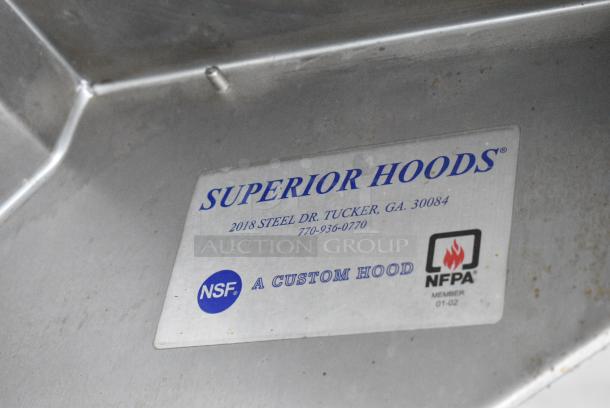 SUPERIOR HOODS®
2018 STEEL DR. TUCKER, GA. 30084
770-936-0770
AUCTION GROUP
NSF®
A CUSTOM HOOD
NFPA®
MEMBER
01-02